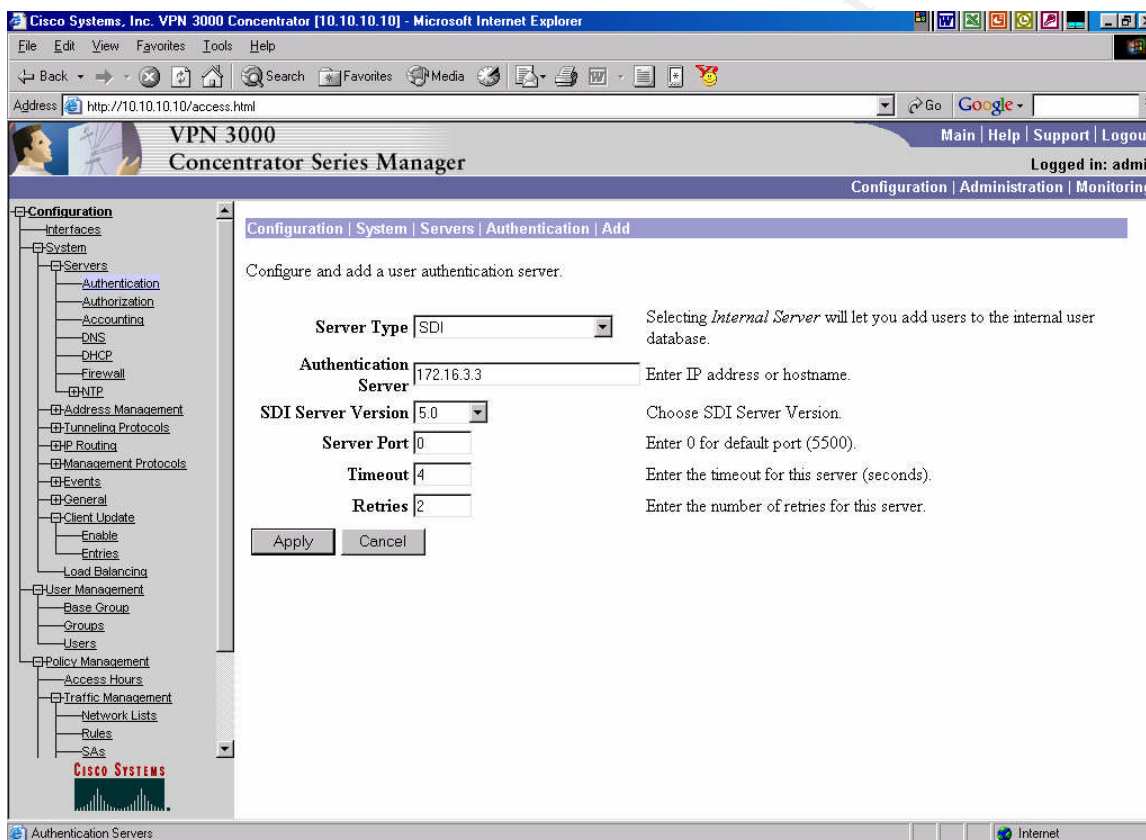 Cisco Systems, Inc. VPN 3000 Concentrator [10.10.10.10] - Microsoft Internet Explorer
File Edit View Favorites Tools Help
Back Search Favorites Media
Address http://10.10.10.10/access.html Go Google
VPN 3000
Concentrator Series Manager
Main | Help | Support | Logou
Logged in: admi
Configuration | Administration | Monitoring
Configuration
Interfaces
System
Servers
Authentication
Authorization
Accounting
DNS
DHCP
Firewall
NTP
Address Management
Tunneling Protocols
IP Routing
Management Protocols
Events
General
Client Update
Enable
Entries
Load Balancing
User Management
Base Group
Groups
Users
Policy Management
Access Hours
Traffic Management
Network Lists
Rules
SAs
CISCO SYSTEMS
Configuration | System | Servers | Authentication | Add
Configure and add a user authentication server.
Server Type SDI Selecting Internal Server will let you add users to the internal user
database.
Authentication
Server 172.16.3.3 Enter IP address or hostname.
SDI Server Version 5.0 Choose SDI Server Version.
Server Port 0 Enter 0 for default port (5500).
Timeout 4 Enter the timeout for this server (seconds).
Retries 2 Enter the number of retries for this server.
Apply Cancel
Authentication Servers Internet